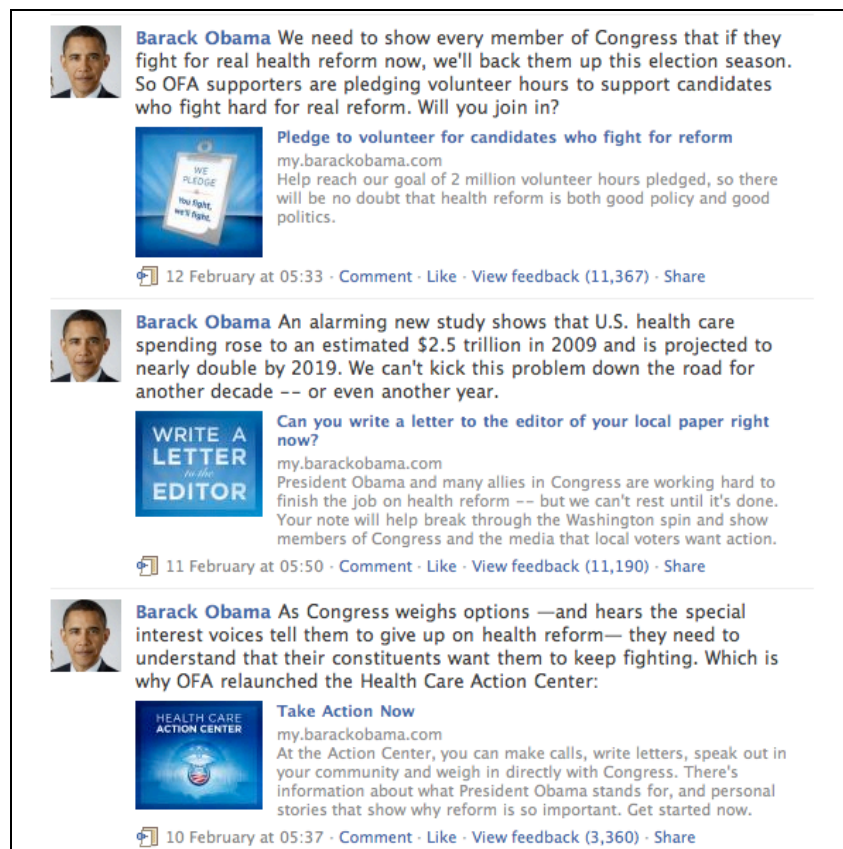 Barack Obama We need to show every member of Congress that if they
fight for real health reform now, we'll back them up this election season.
So OFA supporters are pledging volunteer hours to support candidates
who fight hard for real reform. Will you join in?
WE
PLEDGE
You fight,
we'll fight.
Pledge to volunteer for candidates who fight for reform
my.barackobama.com
Help reach our goal of 2 million volunteer hours pledged, so there
will be no doubt that health reform is both good policy and good
politics.
12 February at 05:33 · Comment · Like · View feedback (11,367) · Share
Barack Obama An alarming new study shows that U.S. health care
spending rose to an estimated $2.5 trillion in 2009 and is projected to
nearly double by 2019. We can't kick this problem down the road for
another decade -- or even another year.
WRITE A
LETTER
to the
EDITOR
Can you write a letter to the editor of your local paper right
now?
my.barackobama.com
President Obama and many allies in Congress are working hard to
finish the job on health reform -- but we can't rest until it's done.
Your note will help break through the Washington spin and show
members of Congress and the media that local voters want action.
11 February at 05:50 · Comment · Like · View feedback (11,190) · Share
Barack Obama As Congress weighs options —and hears the special
interest voices tell them to give up on health reform— they need to
understand that their constituents want them to keep fighting. Which is
why OFA relaunched the Health Care Action Center:
HEALTH CARE
ACTION CENTER
Take Action Now
my.barackobama.com
At the Action Center, you can make calls, write letters, speak out in
your community and weigh in directly with Congress. There's
information about what President Obama stands for, and personal
stories that show why reform is so important. Get started now.
10 February at 05:37 · Comment · Like · View feedback (3,360) · Share